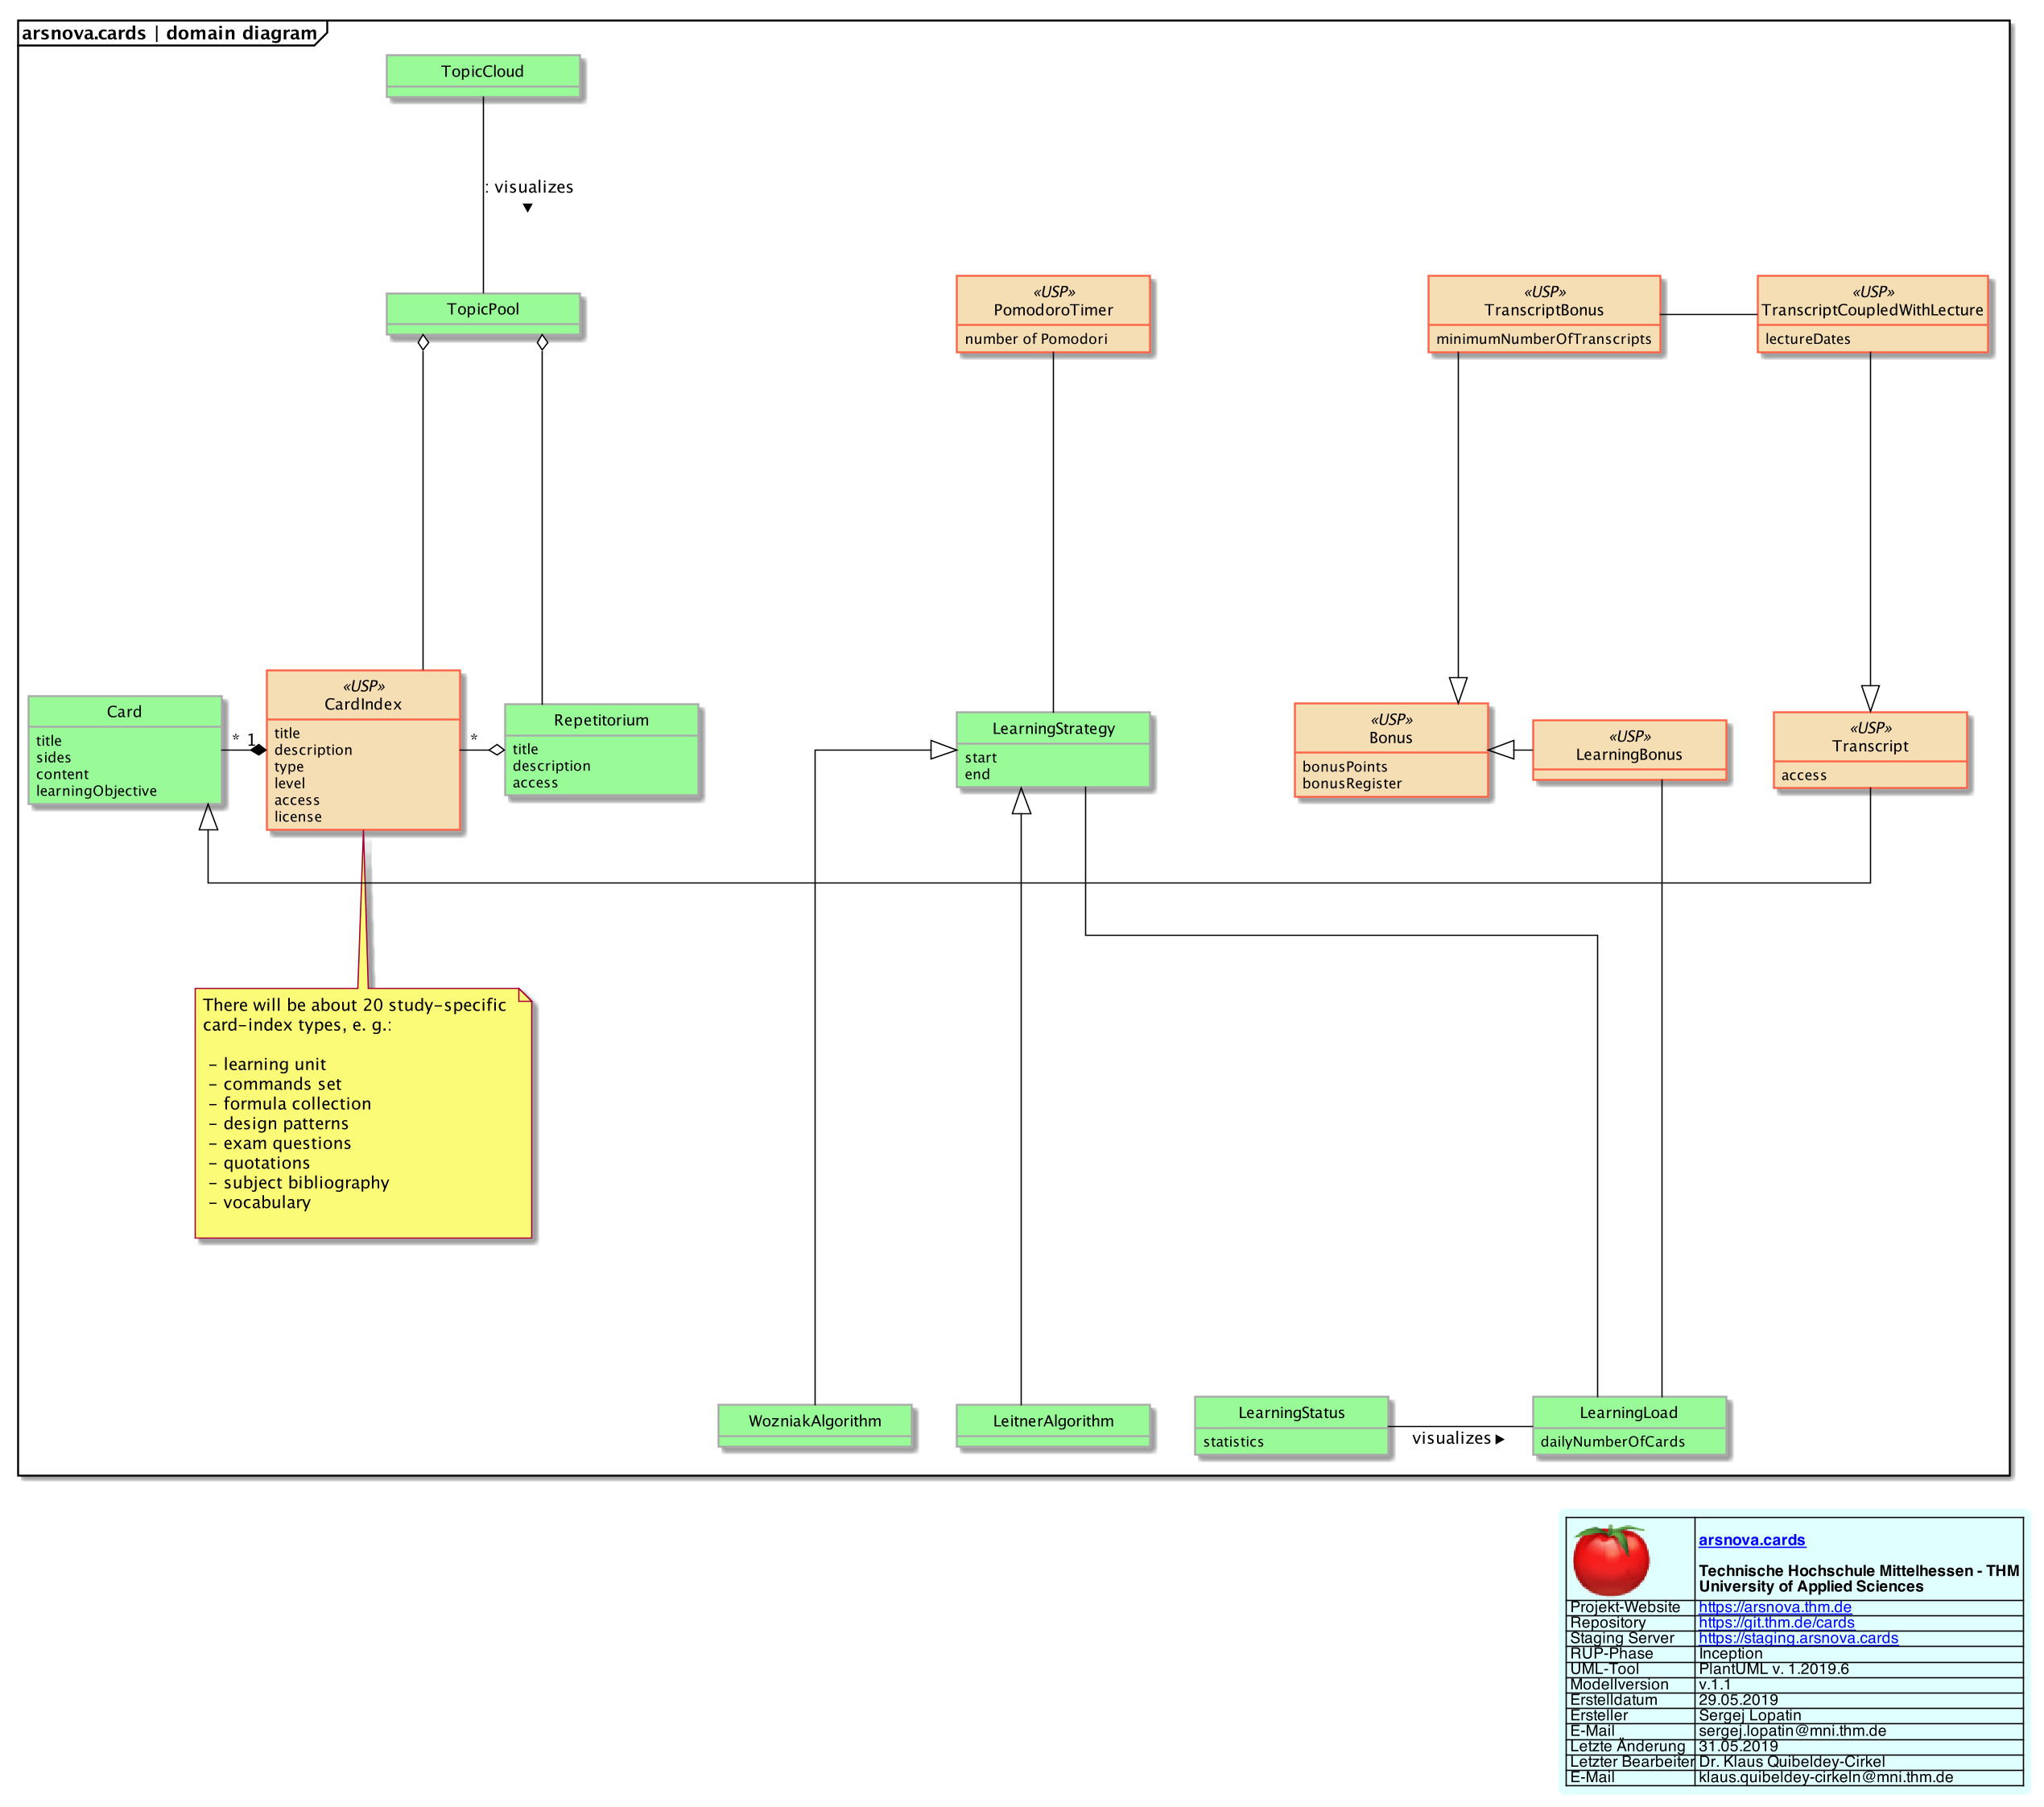 arsnova.cards | domain diagram
TopicCloud
: visualizes
TopicPool
«USP»
PomodoroTimer
number of Pomodori
«USP»
TranscriptBonus
minimumNumberOfTranscripts
«USP»
TranscriptCoupledWithLecture
lectureDates
Card
title
sides
content
learningObjective
* 1
«USP»
CardIndex
title
description
type
level
access
license
*
Repetitorium
title
description
access
LearningStrategy
start
end
«USP»
Bonus
bonusPoints
bonusRegister
«USP»
LearningBonus
«USP»
Transcript
access
There will be about 20 study-specific
card-index types, e. g.:
- learning unit
- commands set
- formula collection
- design patterns
- exam questions
- quotations
- subject bibliography
- vocabulary
WozniakAlgorithm
LeitnerAlgorithm
LearningStatus
statistics
visualizes
LearningLoad
dailyNumberOfCards
arsnova.cards
Technische Hochschule Mittelhessen - THM
University of Applied Sciences
Projekt-Website https://arsnova.thm.de
Repository https://git.thm.de/cards
Staging Server https://staging.arsnova.cards
RUP-Phase Inception
UML-Tool PlantUML v. 1.2019.6
Modellversion v.1.1
Erstelldatum 29.05.2019
Ersteller Sergej Lopatin
E-Mail sergej.lopatin@mni.thm.de
Letzte Änderung 31.05.2019
Letzter Bearbeiter Dr. Klaus Quibeldey-Cirkel
E-Mail klaus.quibeldey-cirkeln@mni.thm.de